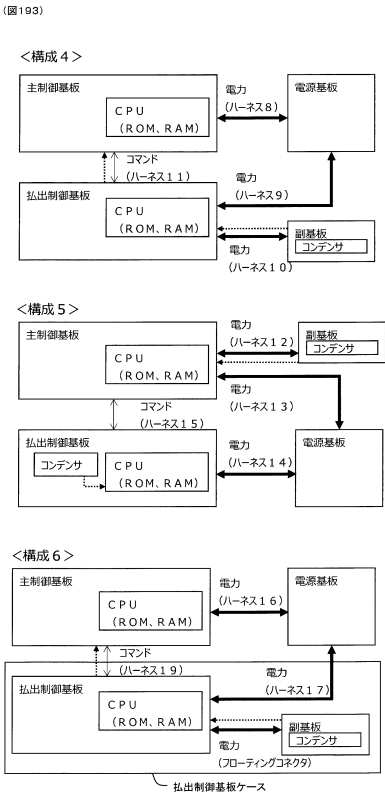 (図193)
＜構成４＞
主制御基板
ＣＰＵ
(ＲＯＭ、ＲＡＭ)
電力
(ハーネス８)
電源基板
コマンド
(ハーネス１１)
払出制御基板
ＣＰＵ
(ＲＯＭ、ＲＡＭ)
電力
(ハーネス９)
副基板
コンデンサ
電力
(ハーネス１０)
＜構成５＞
主制御基板
ＣＰＵ
(ＲＯＭ、ＲＡＭ)
電力
(ハーネス１２)
副基板
コンデンサ
電力
(ハーネス１３)
コマンド
(ハーネス１５)
払出制御基板
コンデンサ
ＣＰＵ
(ＲＯＭ、ＲＡＭ)
電力
(ハーネス１４)
電源基板
＜構成６＞
主制御基板
ＣＰＵ
(ＲＯＭ、ＲＡＭ)
電力
(ハーネス１６)
電源基板
コマンド
(ハーネス１９)
払出制御基板
ＣＰＵ
(ＲＯＭ、ＲＡＭ)
電力
(ハーネス１７)
副基板
コンデンサ
電力
(フローティングコネクタ)
払出制御基板ケース